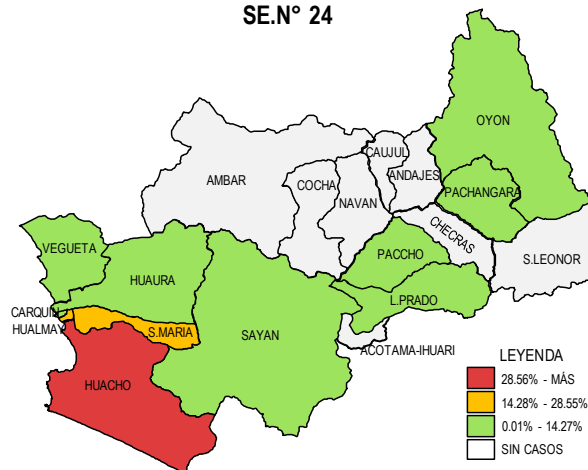 SE.N° 24
OYON
CAUJUL
AMBAR
COCHA
ANDAJES
PACHANGARA
NAVAN
CHECRAS
VEGUETA
PACCHO
S.LEONOR
HUAURA
L.PRADO
CARQUIN
HUALMAY
S.MARIA
SAYAN
ACOTAMA-IHUARI
HUACHO
LEYENDA
28.56% - MÁS
14.28% - 28.55%
0.01% - 14.27%
SIN CASOS